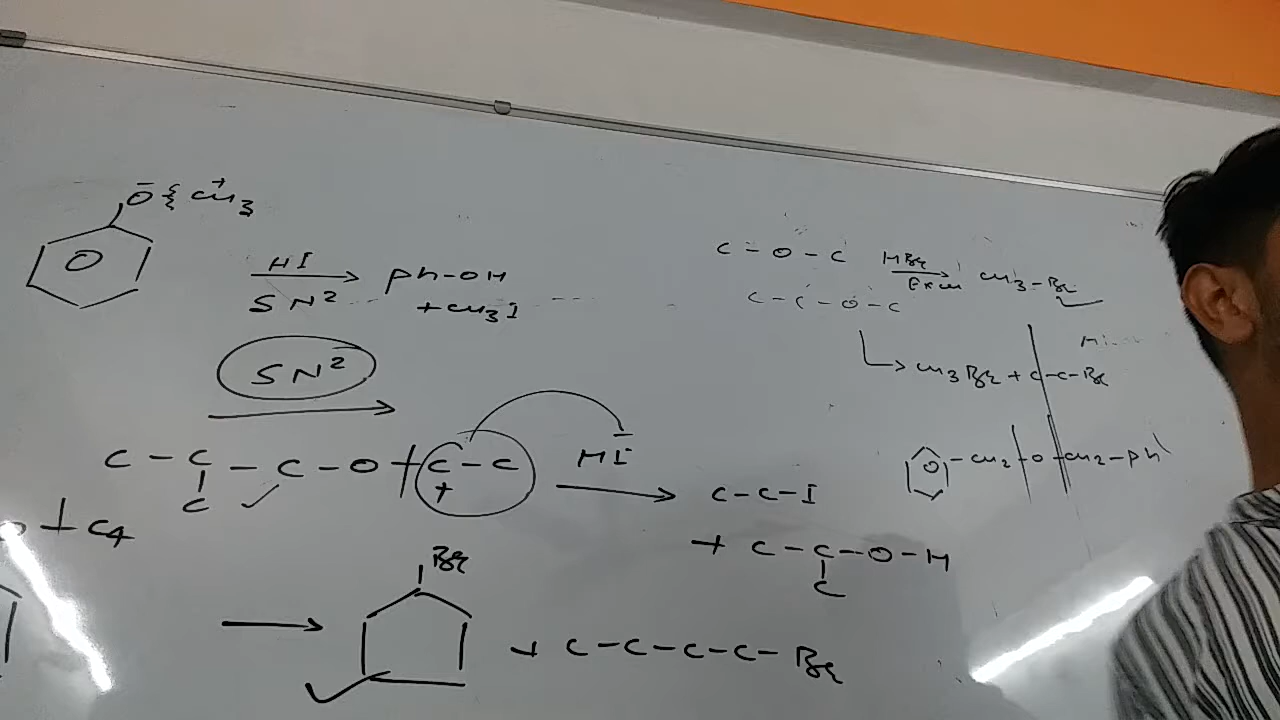 O⁻ { CH₃⁺
O
HI
SN²
Ph-OH
+CH₃I
SN²
C - C - C - O + C - C
C
+
HI⁻
C-C-I
+ C-C-O-H
C
O + C₄
Br
+ C-C-C-C-Br
C - O - C
HBr
CH₃-Br
C - C - O - C
CH₃Br + C-C-Br
O -CH₂ - O - CH₂-Ph